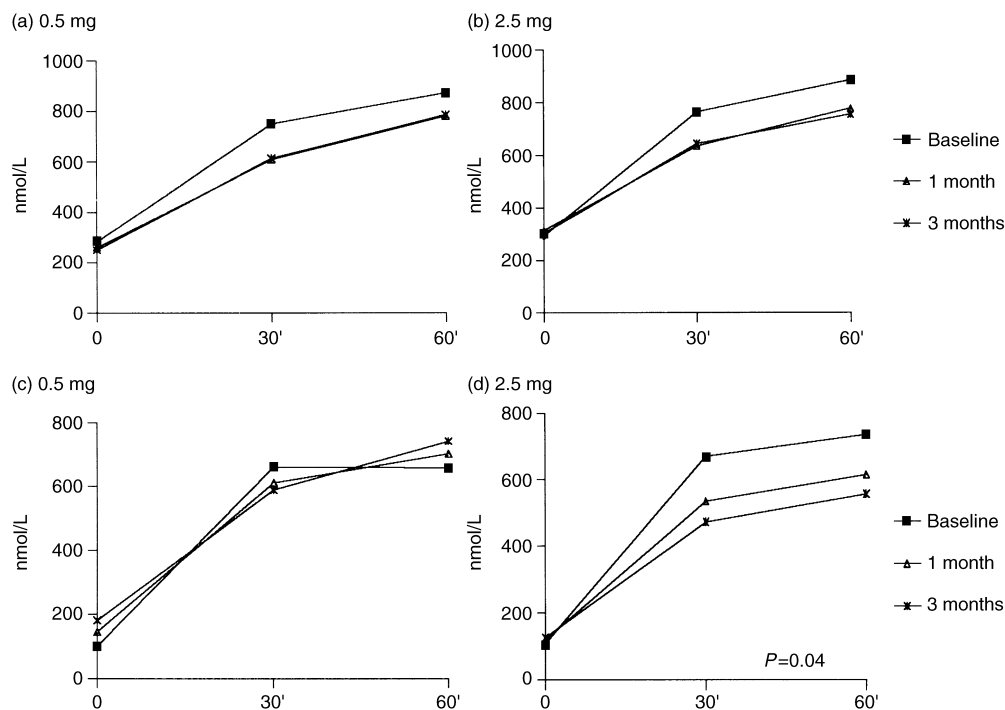 (a) 0.5 mg
1000
800
600
400
200
0
nmol/L
0 30' 60'
(b) 2.5 mg
1000
800
600
400
200
0
nmol/L
0 30' 60'
Baseline
1 month
3 months
(c) 0.5 mg
800
600
400
200
0
nmol/L
0 30' 60'
(d) 2.5 mg
800
600
400
200
0
nmol/L
P=0.04
0 30' 60'
Baseline
1 month
3 months